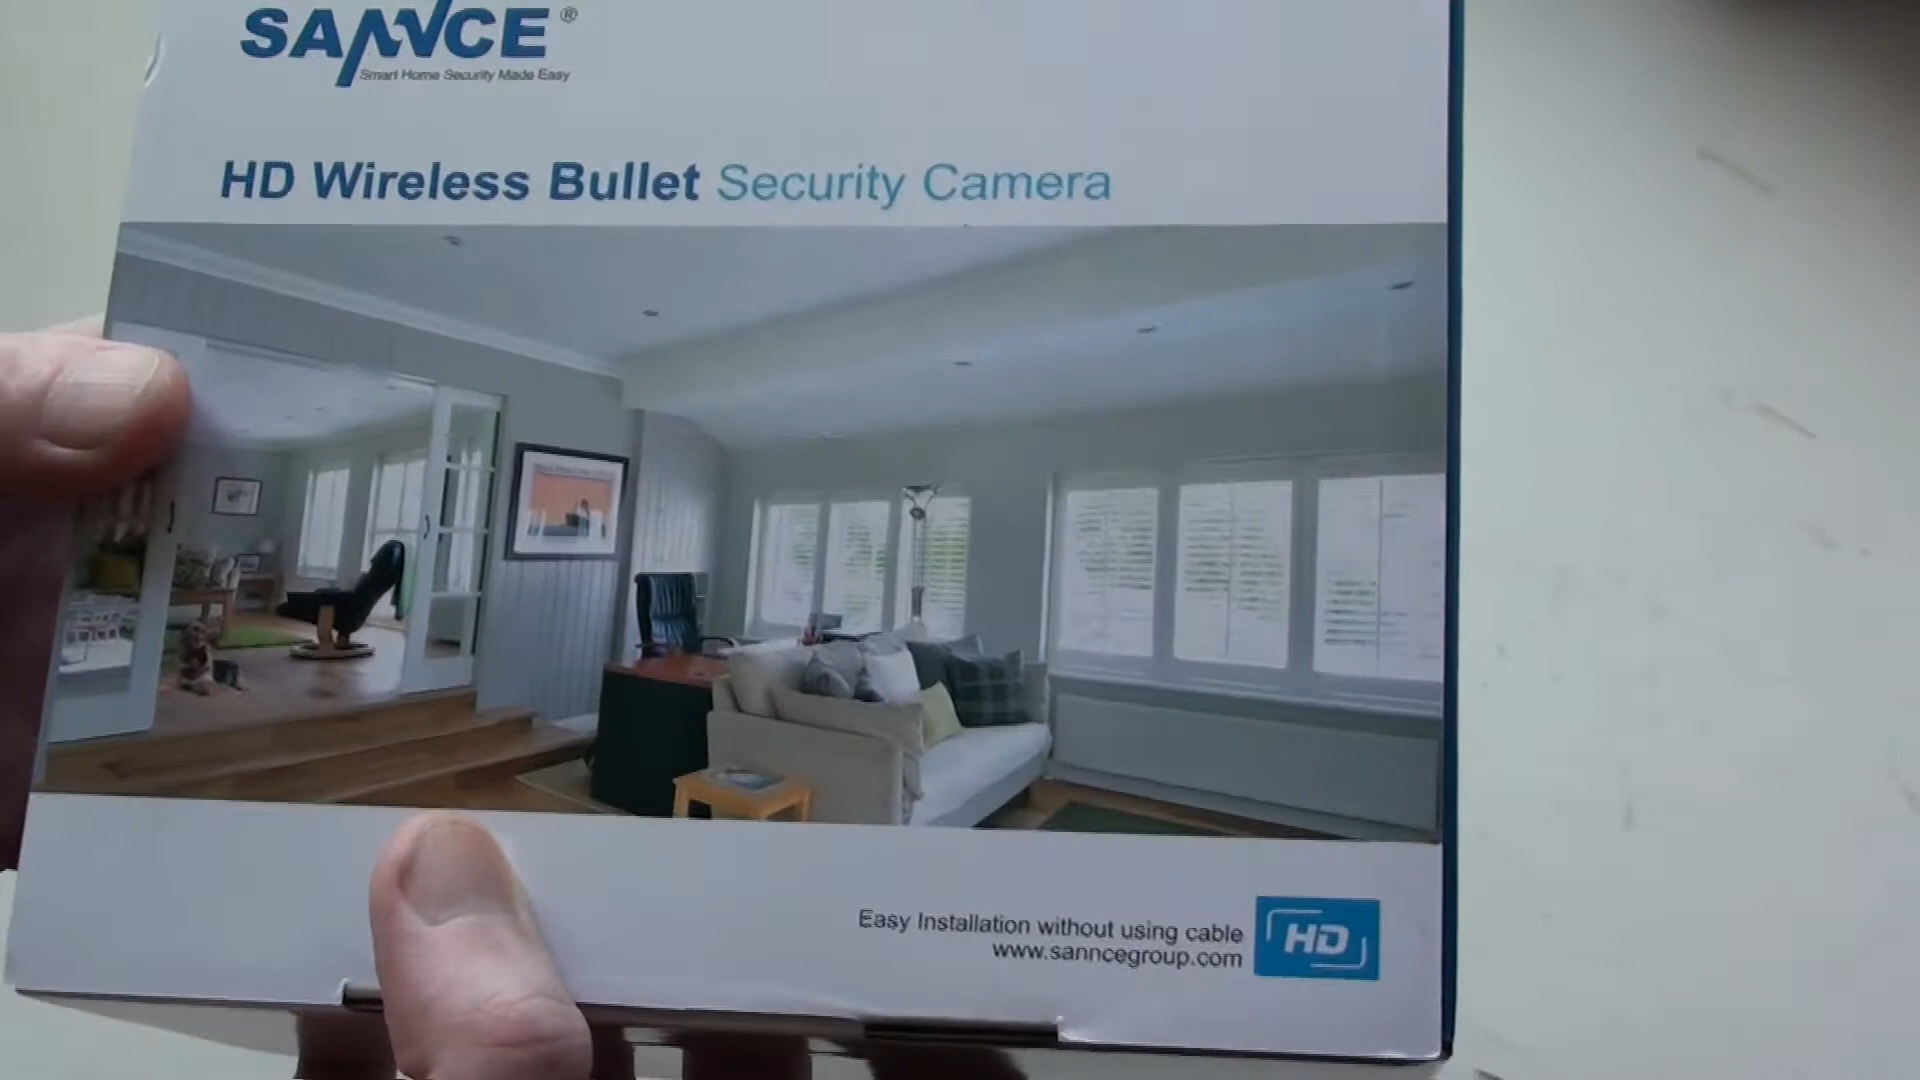 SANNCE®
Smart Home Security Made Easy
HD Wireless Bullet Security Camera
Easy Installation without using cable
www.sanncegroup.com
HD